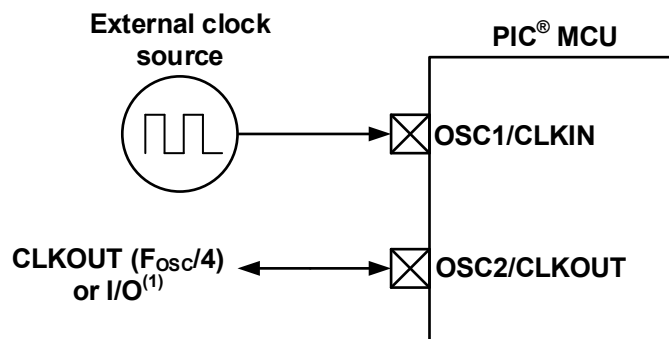 External clock
source
PIC® MCU
OSC1/CLKIN
CLKOUT (FOSC/4)
or I/O(1)
OSC2/CLKOUT